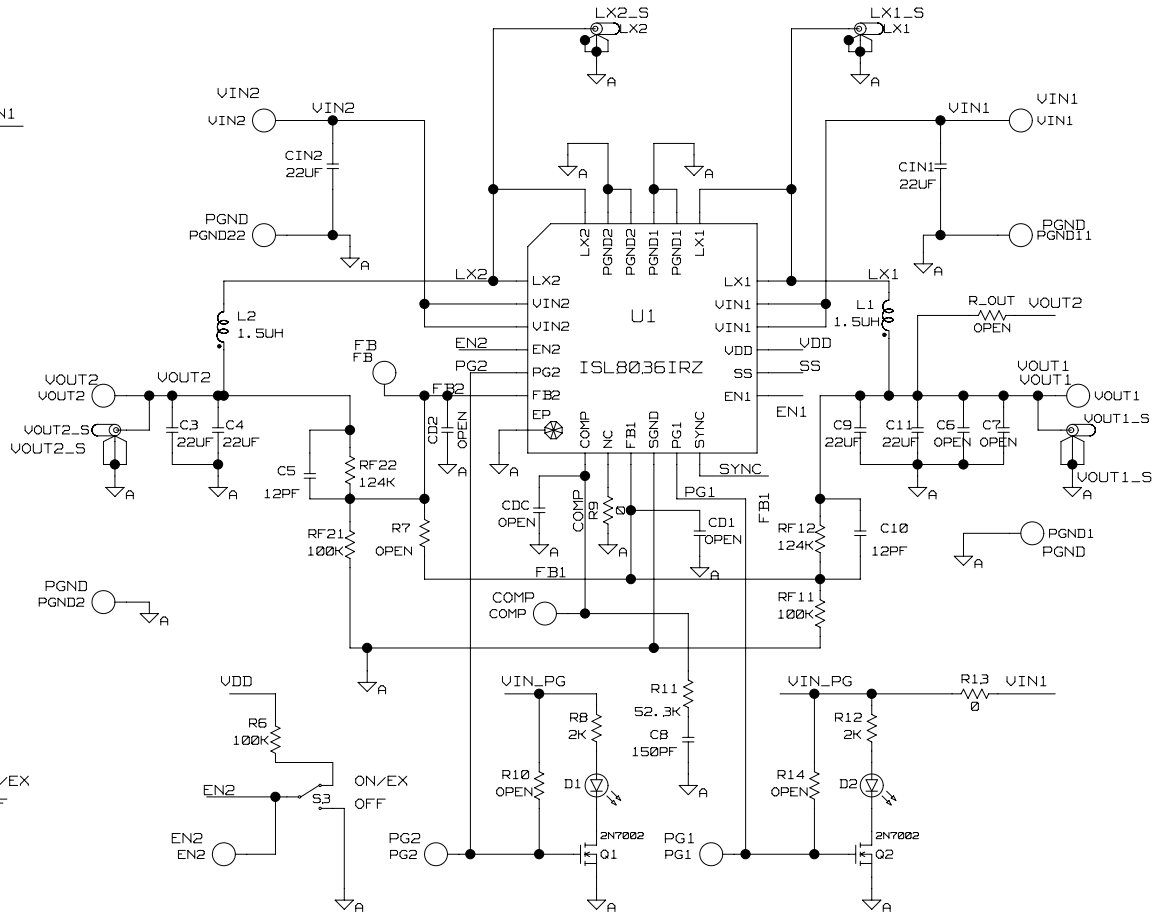 LX2_S
LX2
A
LX1_S
LX1
A
VIN2
VIN2
VIN2
N1
CIN2
22UF
PGND
PGND22
A
VIN1
VIN1
VIN1
CIN1
22UF
PGND
PGND11
A
A
A
LX2
PGND2
PGND2
PGND1
PGND1
LX1
LX2
LX2
VIN2
VIN2
EN2
EN2
PG2
PG2
FB2
FB2
EP
U1
ISL8036IRZ
LX1
LX1
VIN1
VIN1
VDD
VDD
SS
SS
EN1
EN1
COMP
NC
FB1
SGND
PG1
SYNC
SYNC
L2
1.5UH
L1
1.5UH
R_OUT
OPEN
VOUT2
FB
FB
VOUT2
VOUT2
VOUT2
VOUT2_S
VOUT2_S
A
C3
22UF
C4
22UF
A
C5
12PF
RF22
124K
CD2
OPEN
A
A
RF21
100K
R7
OPEN
CDC
OPEN
A
COMP
R9
0
A
CD1
OPEN
A
PG1
FB1
FB1
VOUT1
VOUT1
VOUT1
VOUT1_S
VOUT1_S
A
C9
22UF
C11
22UF
C6
OPEN
C7
OPEN
A
RF12
124K
C10
12PF
RF11
100K
PGND1
PGND
A
PGND
PGND2
A
COMP
COMP
A
VDD
R6
100K
EN2
EN2
EN2
S3
ON/EX
OFF
A
/EX
F
VIN_PG
R8
2K
R10
OPEN
D1
PG2
PG2
2N7002
Q1
A
R11
52.3K
C8
150PF
A
VIN_PG
R13
0
VIN1
R12
2K
R14
OPEN
D2
PG1
PG1
2N7002
Q2
A